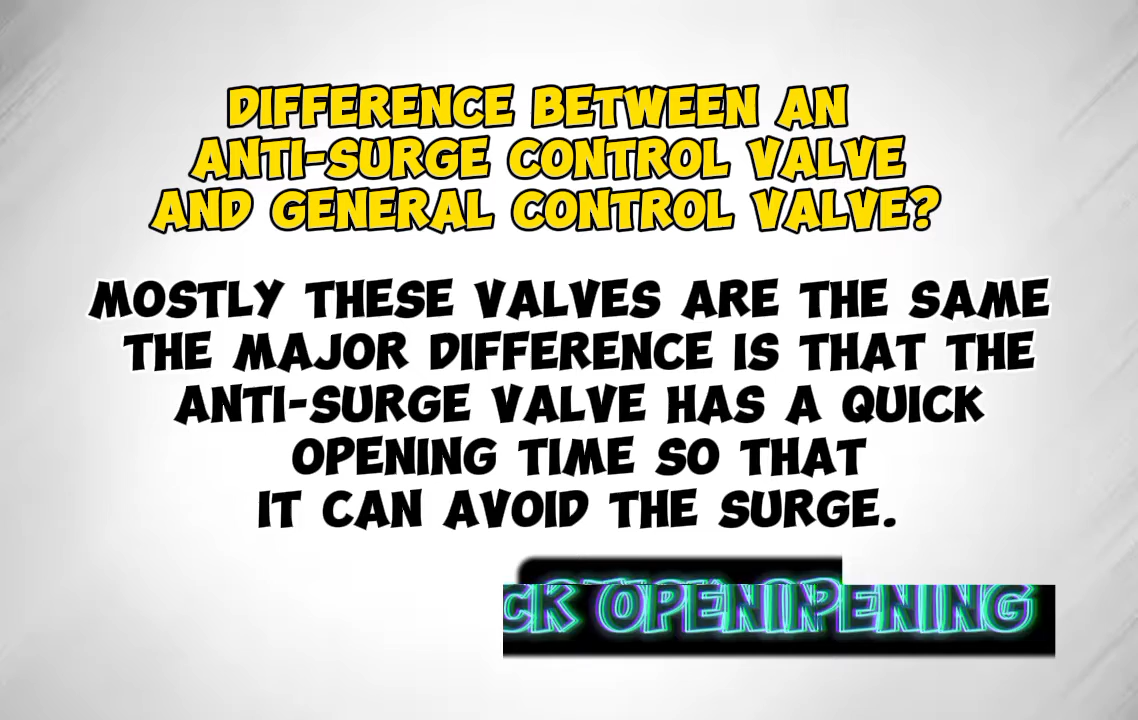 DIFFERENCE BETWEEN AN
ANTI-SURGE CONTROL VALVE
AND GENERAL CONTROL VALVE?
MOSTLY THESE VALVES ARE THE SAME
THE MAJOR DIFFERENCE IS THAT THE
ANTI-SURGE VALVE HAS A QUICK
OPENING TIME SO THAT
IT CAN AVOID THE SURGE.